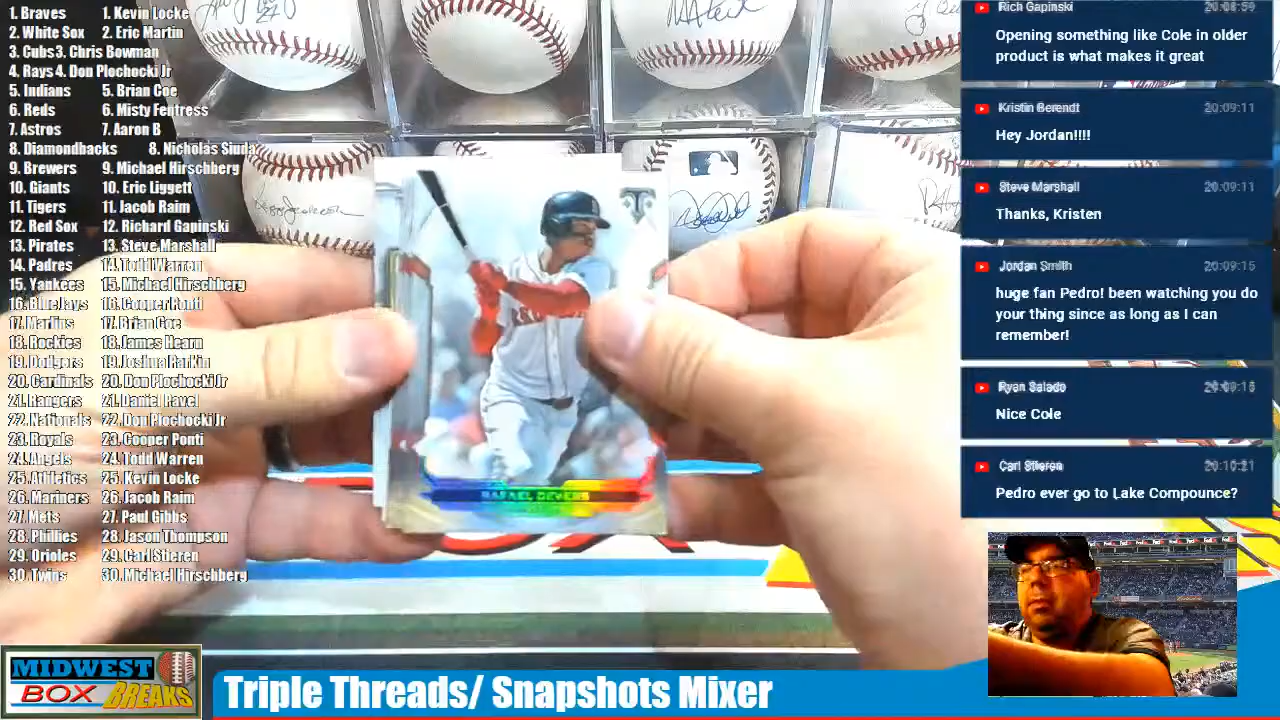 1. Braves 1. Kevin Locke
2. White Sox 2. Eric Martin
3. Cubs 3. Chris Bowman
4. Rays 4. Don Plochocki Jr
5. Indians 5. Brian Coe
6. Reds 6. Misty Fentress
7. Astros 7. Aaron B
8. Diamondbacks 8. Nicholas Siuda
9. Brewers 9. Michael Hirschberg
10. Giants 10. Eric Liggett
11. Tigers 11. Jacob Raim
12. Red Sox 12. Richard Gapinski
13. Pirates 13. Steve Marshall
14. Padres 14. Todd Warren
15. Yankees 15. Michael Hirschberg
16. Blue Jays 16. Cooper Ponti
17. Marlins 17. Brian Coe
18. Rockies 18. James Hearn
19. Dodgers 19. Joshua Parkin
20. Cardinals 20. Don Plochocki Jr
21. Rangers 21. Daniel Pavel
22. Nationals 22. Don Plochocki Jr
23. Royals 23. Cooper Ponti
24. Angels 24. Todd Warren
25. Athletics 25. Kevin Locke
26. Mariners 26. Jacob Raim
27. Mets 27. Paul Gibbs
28. Phillies 28. Jason Thompson
29. Orioles 29. Carl Stieren
30. Twins 30. Michael Hirschberg
RAFAEL DEVERS
Rich Gapinski 20:08:59
Opening something like Cole in older
product is what makes it great
Kristin Berendt 20:09:11
Hey Jordan!!!!
Steve Marshall 20:09:11
Thanks, Kristen
Jordan Smith 20:09:15
huge fan Pedro! been watching you do
your thing since as long as I can
remember!
Ryan Salado 20:09:15
Nice Cole
Carl Stieren 20:10:21
Pedro ever go to Lake Compounce?
MIDWEST
BOX BREAKS
Triple Threads/ Snapshots Mixer